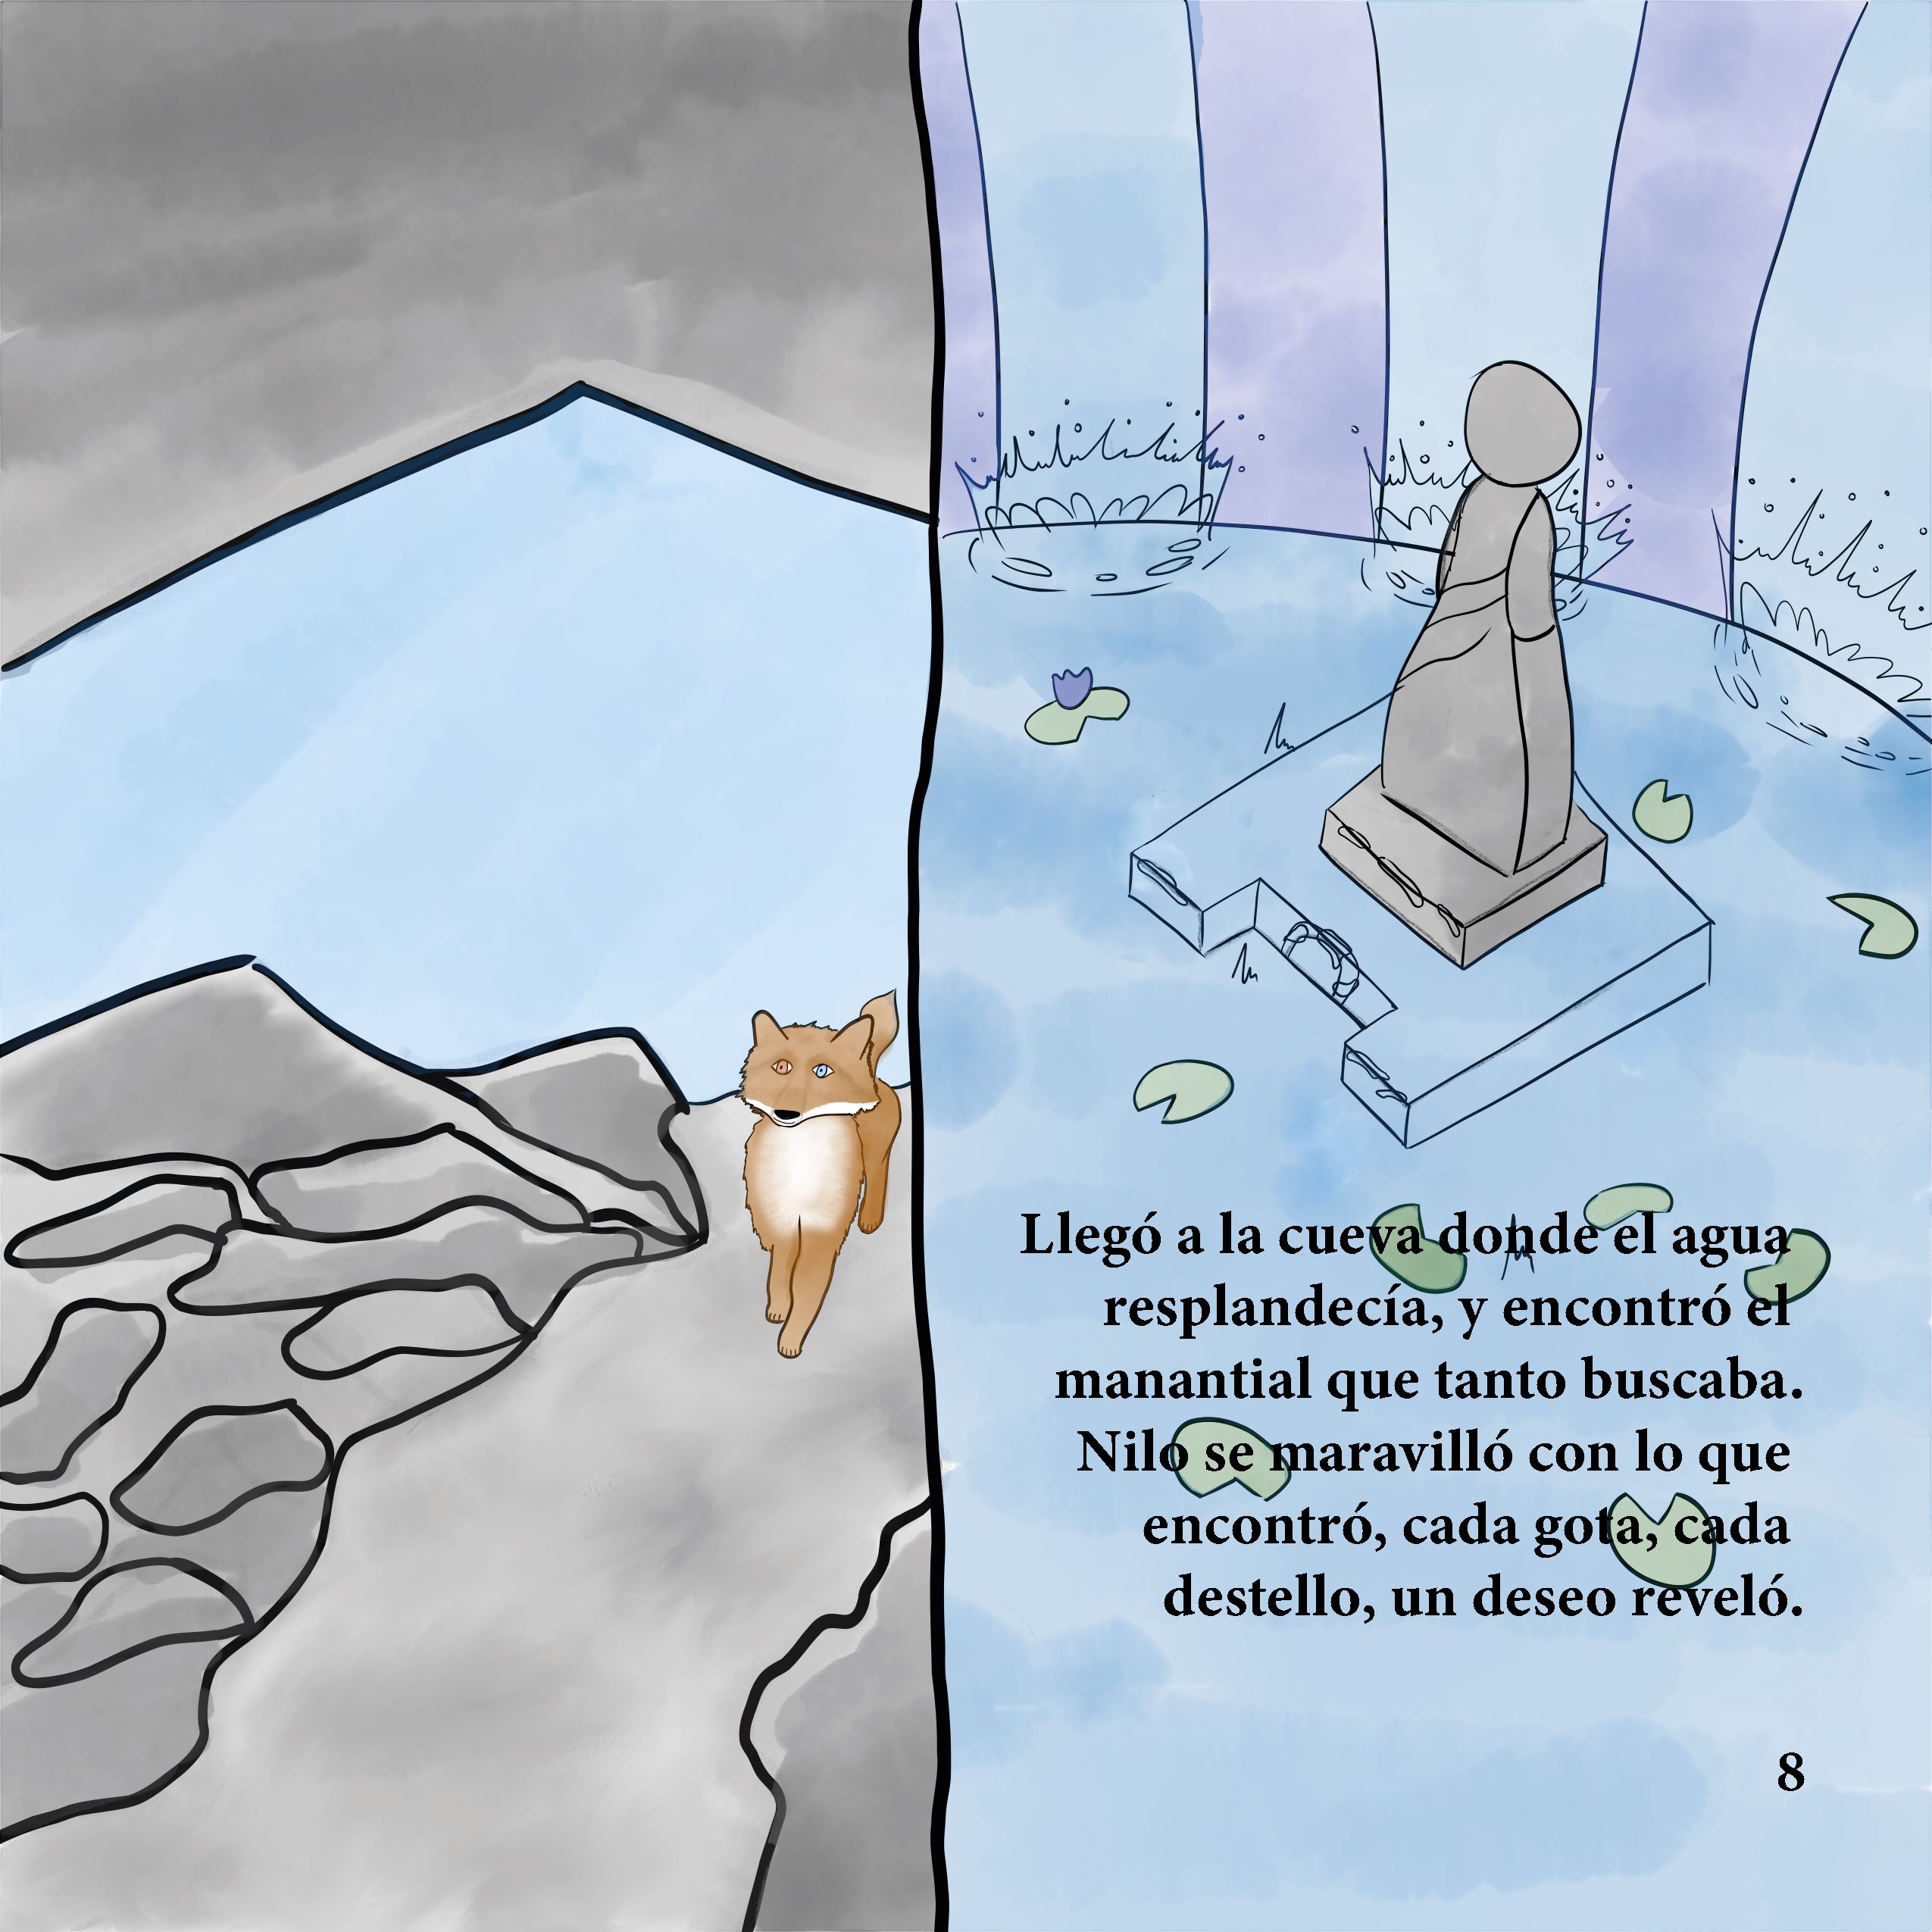 Llegó a la cueva donde el agua
resplandecía, y encontró el
manantial que tanto buscaba.
Nilo se maravilló con lo que
encontró, cada gota, cada
destello, un deseo reveló.
8